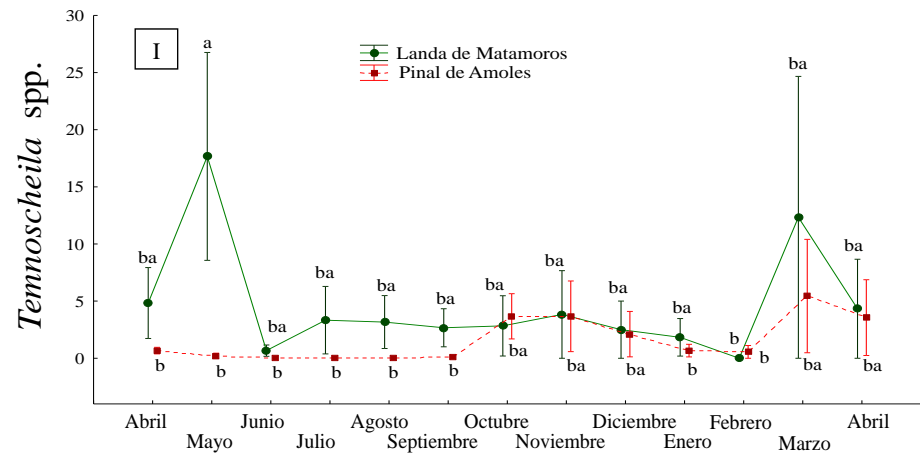 30
I
a
ba
Landa de Matamoros
Pinal de Amoles
25
20
15
10
5
0
Temnoscheila spp.
ba
ba
ba
ba
ba
ba
ba
ba
ba
b
ba
b
b
b
b
b
b
ba
ba
ba
b
b
ba
ba
Abril
Junio
Agosto
Octubre
Diciembre
Febrero
Abril
Mayo
Julio
Septiembre
Noviembre
Enero
Marzo